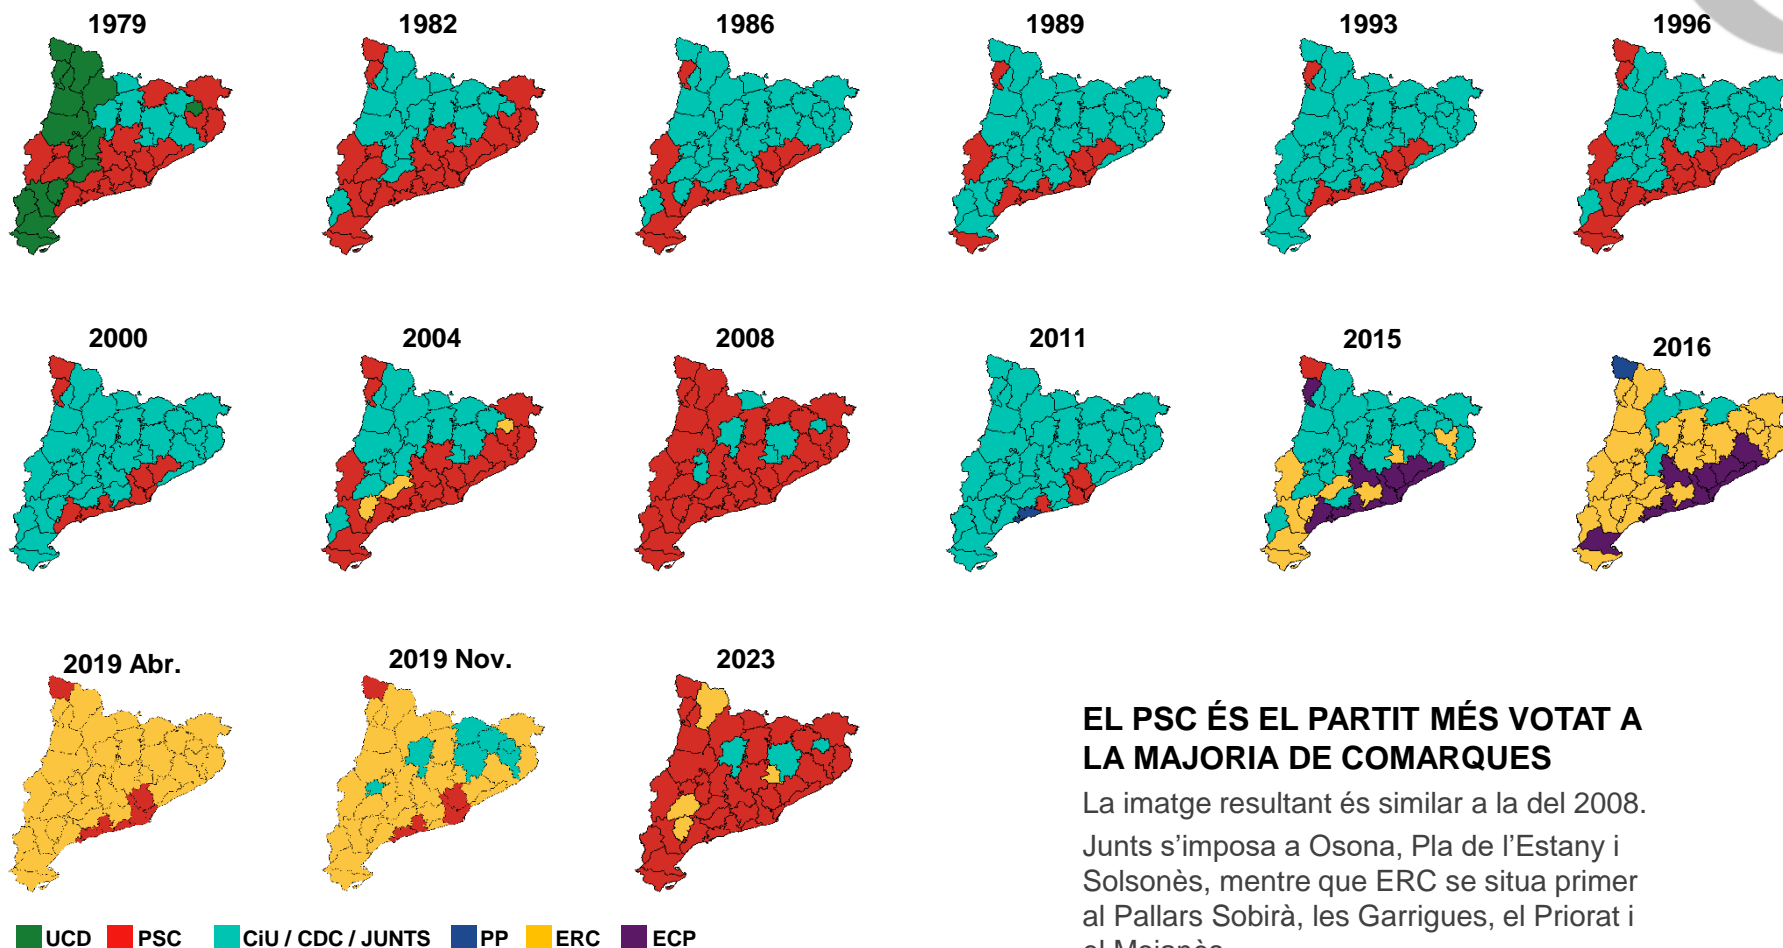 1979 1982 1986 1989 1993 1996
2000 2004 2008 2011 2015 2016
2019 Abr. 2019 Nov. 2023
EL PSC ÉS EL PARTIT MÉS VOTAT A
LA MAJORIA DE COMARQUES
La imatge resultant és similar a la del 2008.
Junts s’imposa a Osona, Pla de l’Estany i
Solsonès, mentre que ERC se situa primer
al Pallars Sobirà, les Garrigues, el Priorat i
el Moianès
UCD PSC CiU / CDC / JUNTS PP ERC ECP